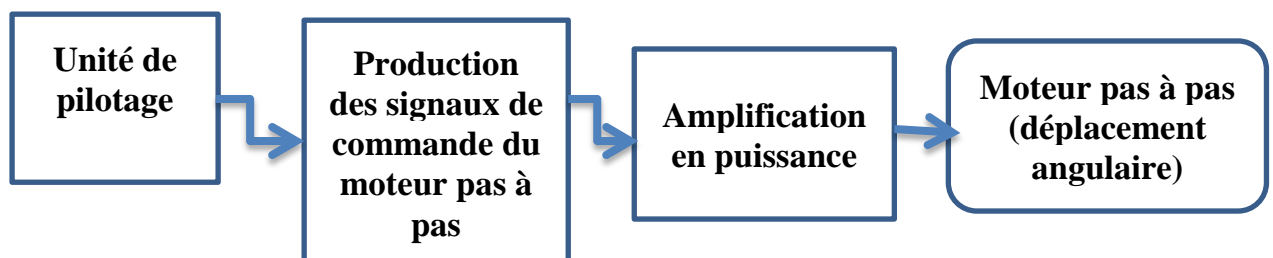 Unité de
pilotage
Production
des signaux de
commande du
moteur pas à
pas
Amplification
en puissance
Moteur pas à pas
(déplacement
angulaire)